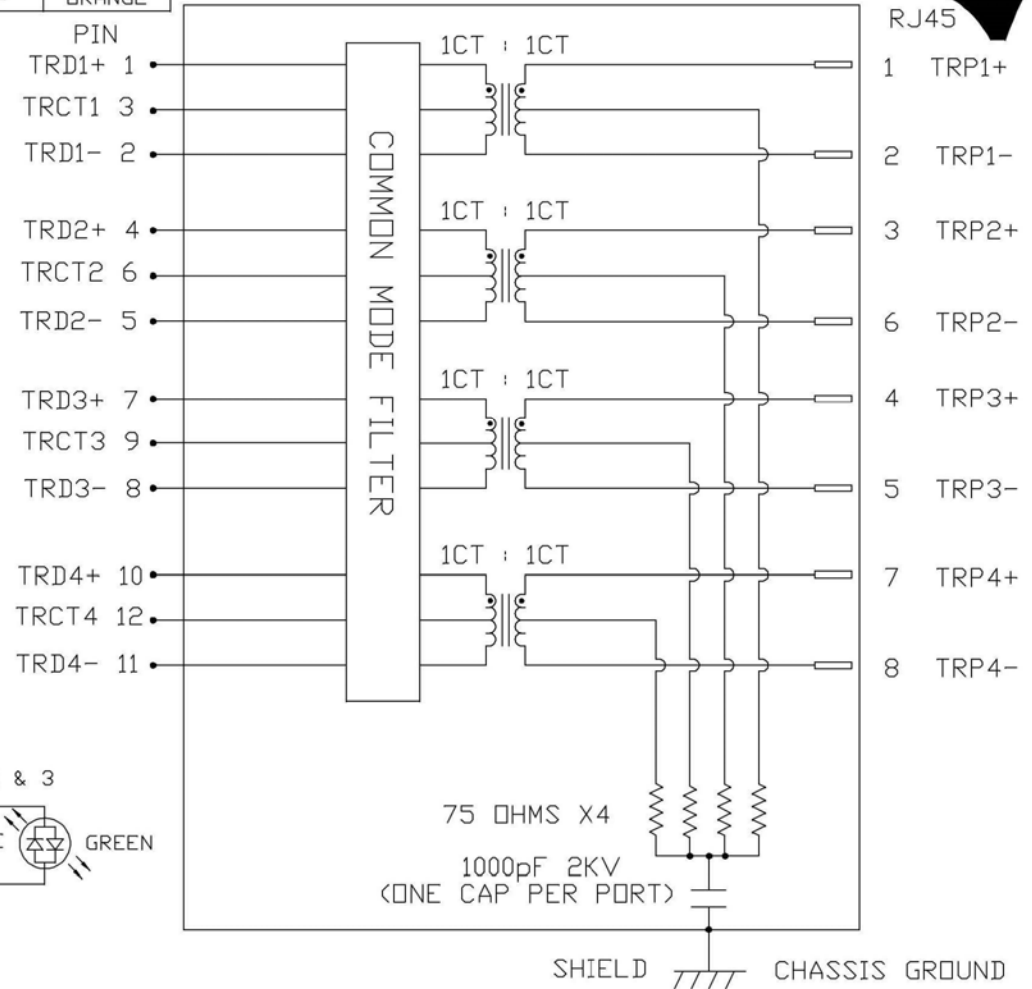 ORANGE
PIN
RJ45
TRD1+ 1
1CT : 1CT
1 TRP1+
TRCT1 3
TRD1- 2
2 TRP1-
TRD2+ 4
1CT : 1CT
3 TRP2+
TRCT2 6
TRD2- 5
6 TRP2-
TRD3+ 7
1CT : 1CT
4 TRP3+
TRCT3 9
TRD3- 8
5 TRP3-
TRD4+ 10
1CT : 1CT
7 TRP4+
TRCT4 12
TRD4- 11
8 TRP4-
COMMON MODE FILTER
& 3
GREEN
75 OHMS X4
1000pF 2KV
(ONE CAP PER PORT)
SHIELD
CHASSIS GROUND